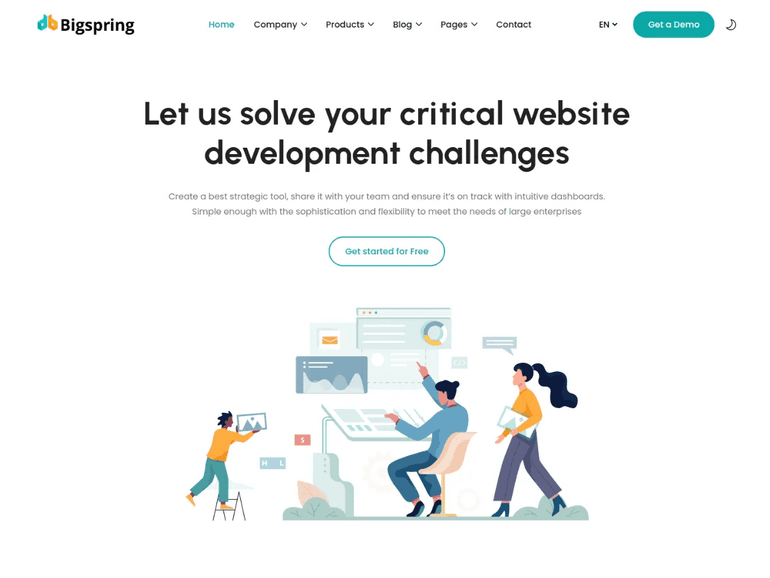 Bigspring
Home Company Products Blog Pages Contact EN Get a Demo
Let us solve your critical website
development challenges
Create a best strategic tool, share it with your team and ensure it's on track with intuitive dashboards.
Simple enough with the sophistication and flexibility to meet the needs of large enterprises
Get started for Free
</>
S
H L